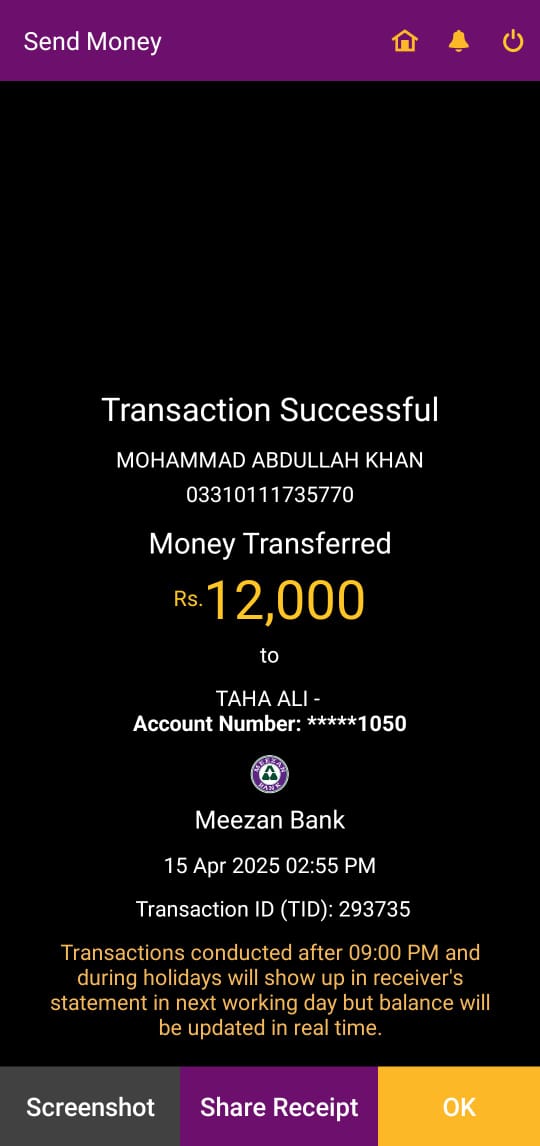 Send Money
Transaction Successful
MOHAMMAD ABDULLAH KHAN
03310111735770
Money Transferred
Rs.12,000
to
TAHA ALI -
Account Number: *****1050
MEEZAN
BANK
Meezan Bank
15 Apr 2025 02:55 PM
Transaction ID (TID): 293735
Transactions conducted after 09:00 PM and
during holidays will show up in receiver's
statement in next working day but balance will
be updated in real time.
Screenshot
Share Receipt
OK